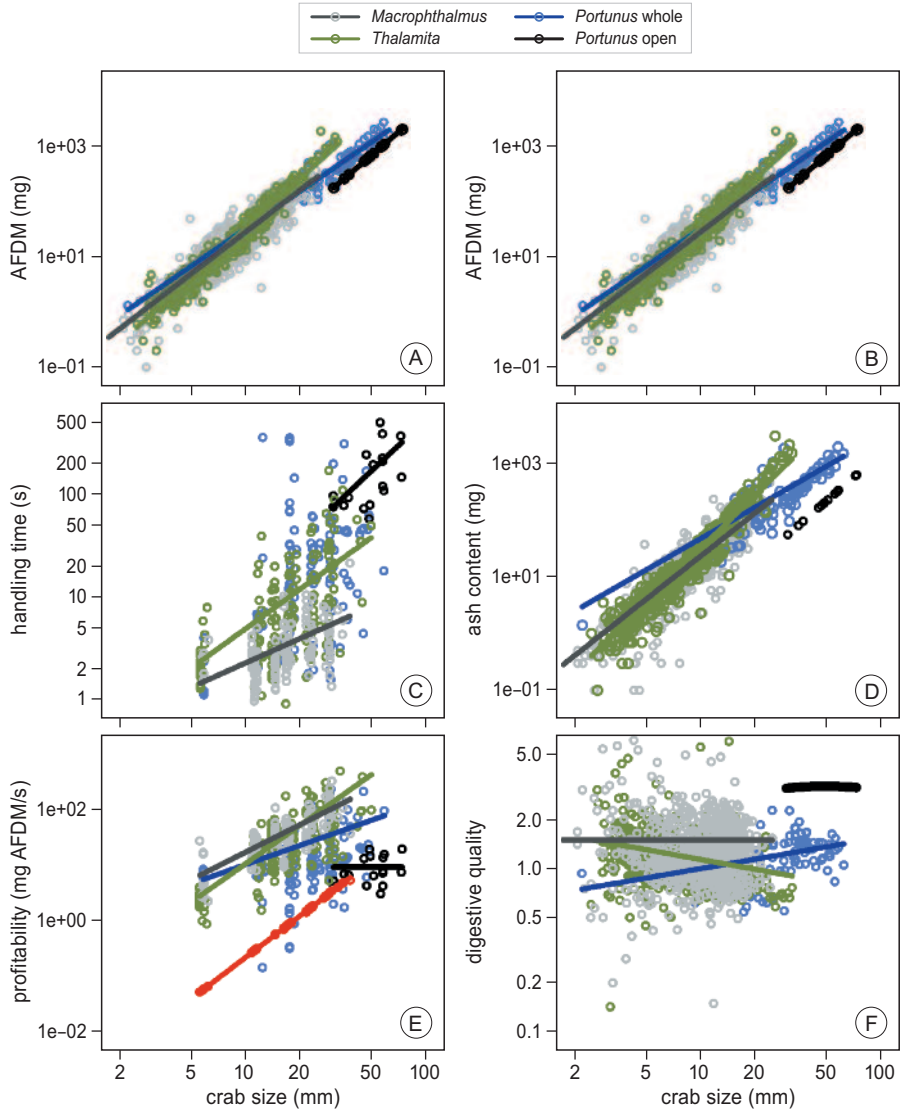 Macrophthalmus
Thalamita
Portunus whole
Portunus open
AFDM (mg)
1e+03
1e+01
1e−01
A
AFDM (mg)
1e+03
1e+01
1e−01
B
handling time (s)
500
200
100
50
20
10
5
2
1
C
ash content (mg)
1e+03
1e+01
1e−01
D
profitability (mg AFDM/s)
1e+02
1e+00
1e−02
E
2 5 10 20 50 100
crab size (mm)
digestive quality
5.0
2.0
1.0
0.5
0.2
0.1
F
2 5 10 20 50 100
crab size (mm)